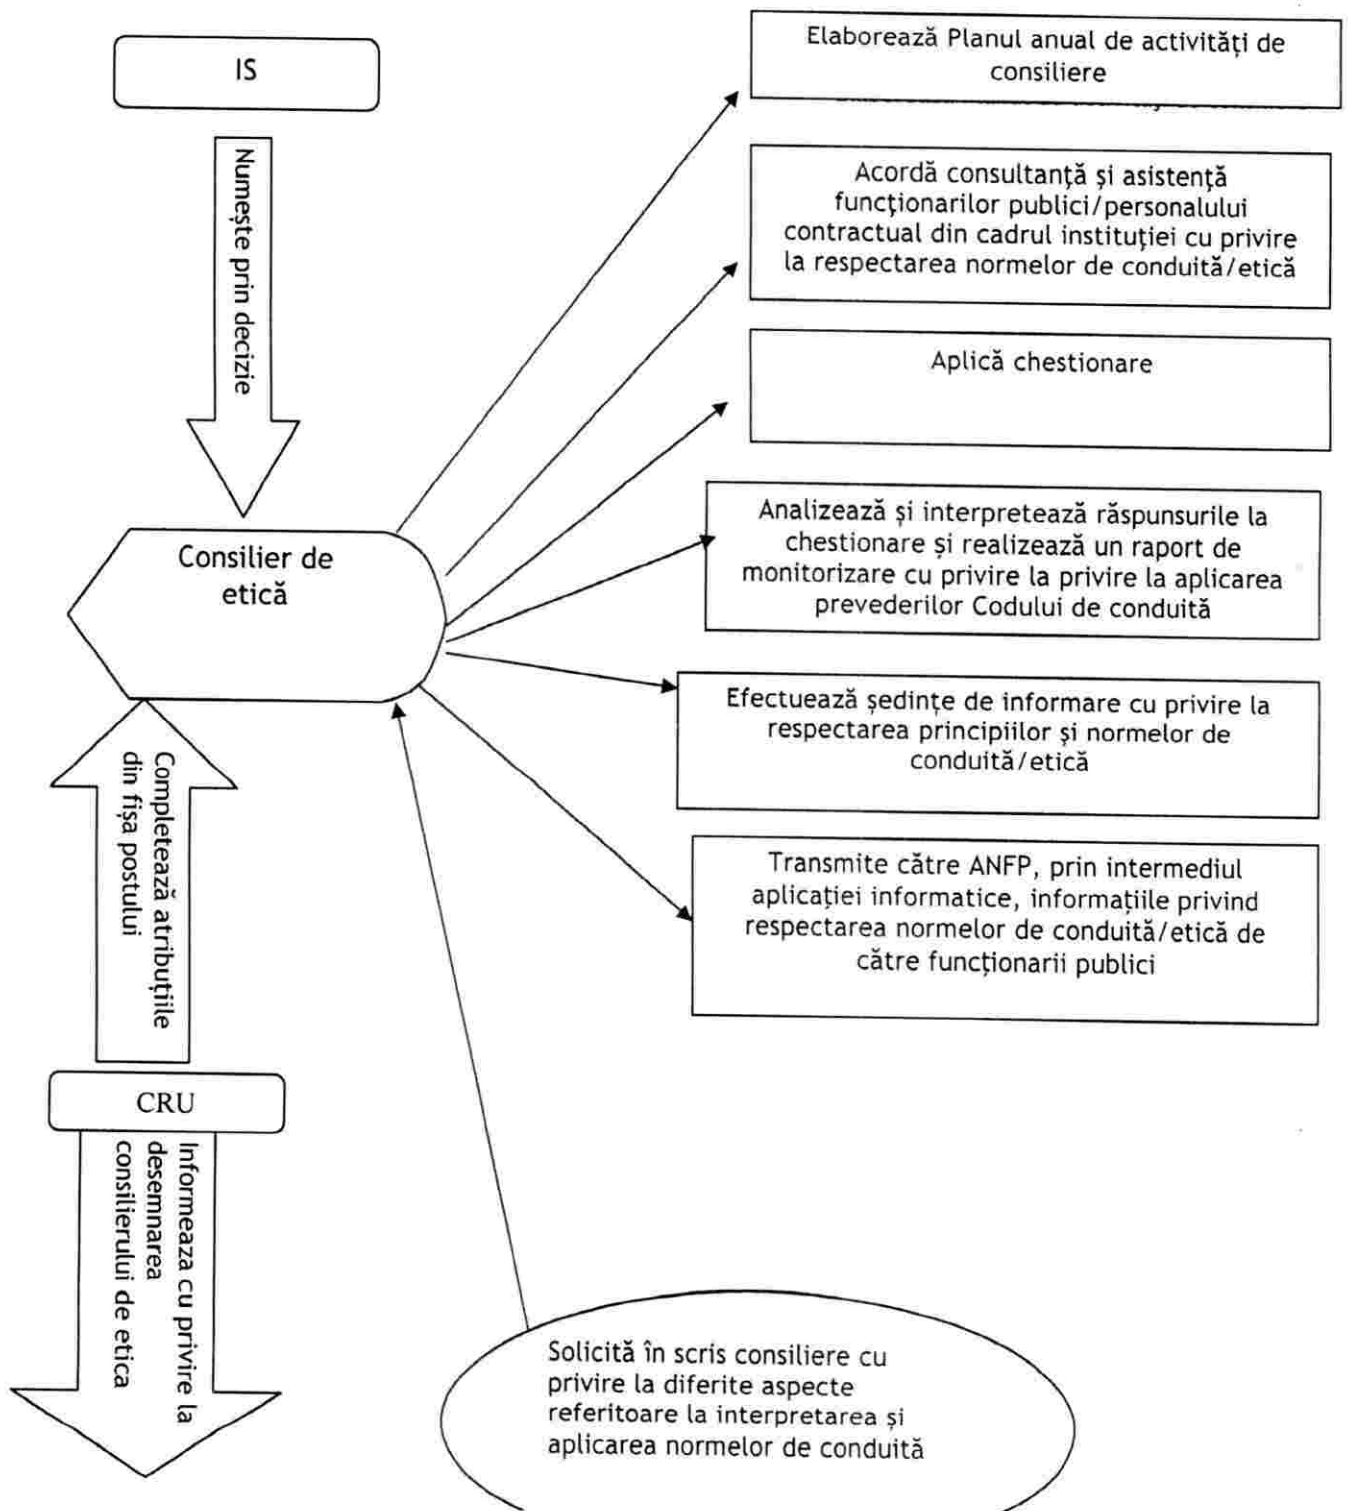 IS
Numește prin decizie
Consilier de
etică
Completează atribuțiile
din fișa postului
CRU
Informeaza cu privire la
desemnarea
consilierului de etica
Elaborează Planul anual de activități de
consiliere
Acordă consultanță și asistență
funcționarilor publici/personalului
contractual din cadrul instituției cu privire
la respectarea normelor de conduită/etică
Aplică chestionare
Analizează și interpretează răspunsurile la
chestionare și realizează un raport de
monitorizare cu privire la privire la aplicarea
prevederilor Codului de conduită
Efectuează ședințe de informare cu privire la
respectarea principiilor și normelor de
conduită/etică
Transmite către ANFP, prin intermediul
aplicației informatice, informațiile privind
respectarea normelor de conduită/etică de
către funcționarii publici
Solicită în scris consiliere cu
privire la diferite aspecte
referitoare la interpretarea și
aplicarea normelor de conduită